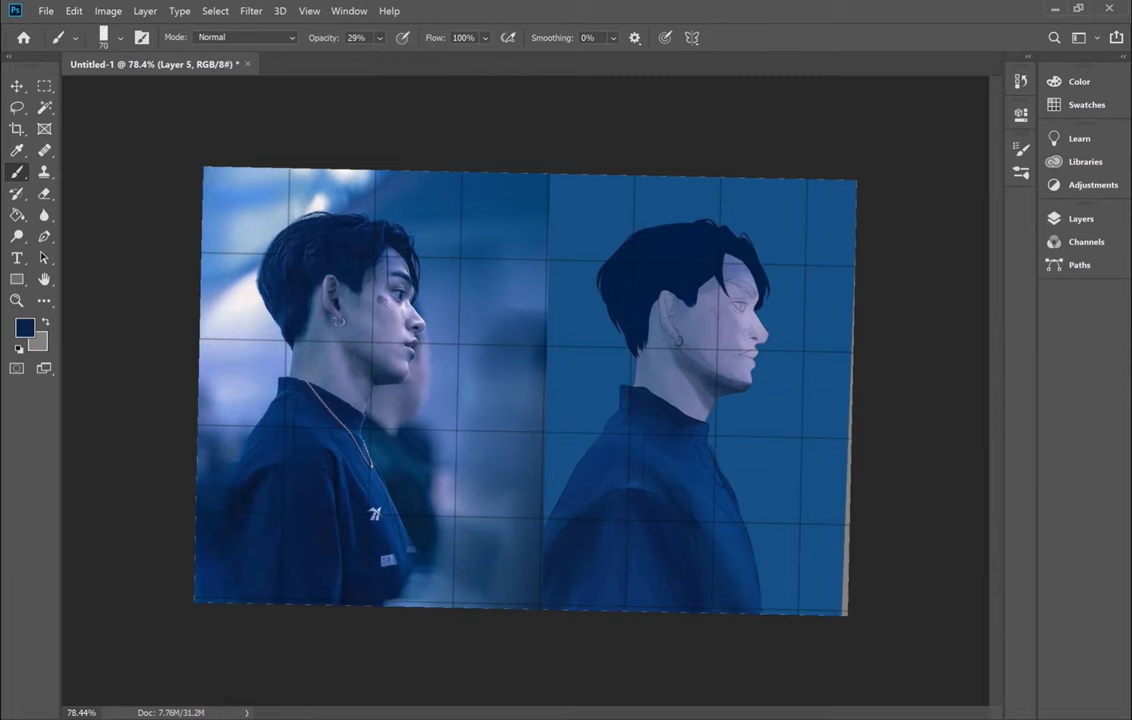 Ps File Edit Image Layer Type Select Filter 3D View Window Help
70 Mode: Normal Opacity: 29% Flow: 100% Smoothing: 0%
Untitled-1 @ 78.4% (Layer 5, RGB/8#) * ×
Color
Swatches
Learn
Libraries
Adjustments
Layers
Channels
Paths
78.44% Doc: 7.76M/31.2M